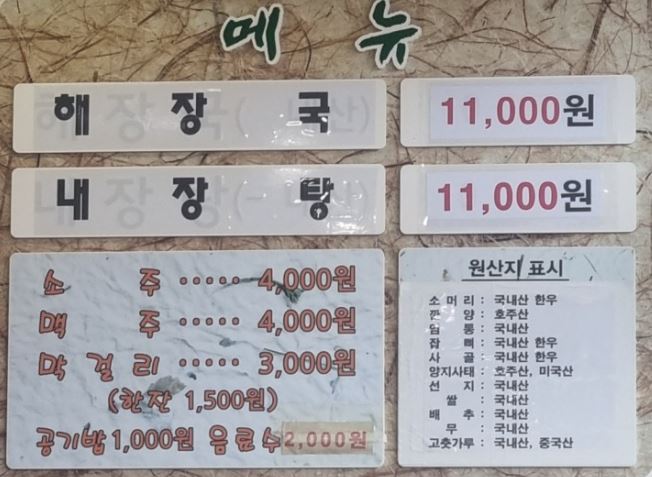 메뉴
해장국 11,000원
내장탕 11,000원
소 주 ····· 4,000원
맥 주 ····· 4,000원
막 걸 리 ····· 3,000원
(한잔 1,500원)
공기밥 1,000원 음료수 2,000원
원산지 표시
소 머 리 : 국내산 한우
깐 양 : 호주산
염 통 : 국내산
잡 뼈 : 국내산 한우
사 골 : 국내산 한우
양지사태 : 호주산, 미국산
선 지 : 국내산
쌀 : 국내산
배 추 : 국내산
무 : 국내산
고춧가루 : 국내산, 중국산